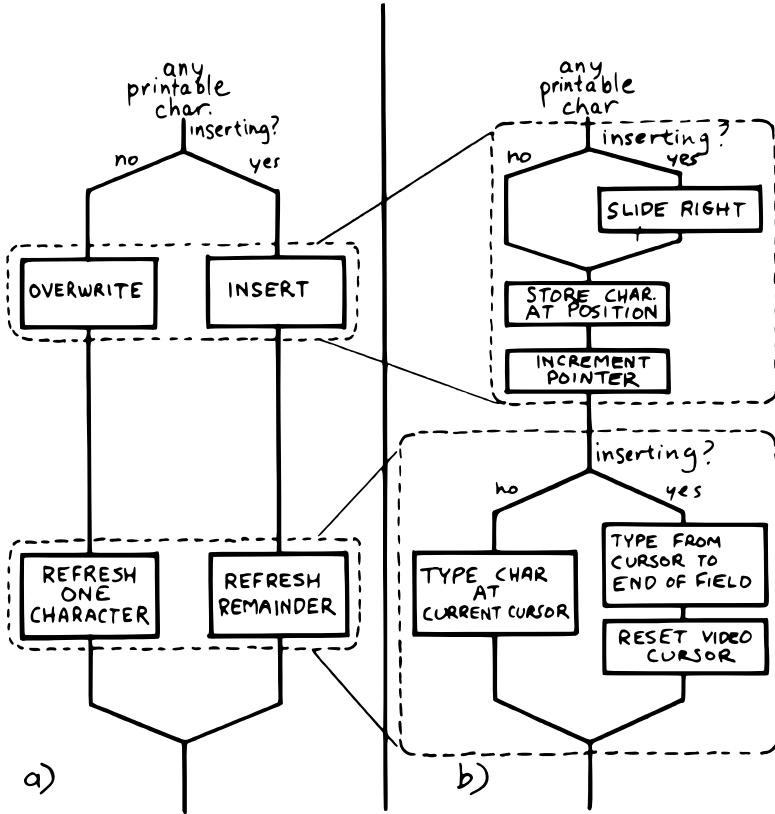 any
printable
char.
inserting?
no
yes
OVERWRITE
INSERT
REFRESH
ONE
CHARACTER
REFRESH
REMAINDER
a)
any
printable
char
inserting?
no
yes
SLIDE RIGHT
STORE CHAR.
AT POSITION
INCREMENT
POINTER
inserting?
no
yes
TYPE CHAR
AT
CURRENT CURSOR
TYPE FROM
CURSOR TO
END OF FIELD
RESET VIDEO
CURSOR
b)